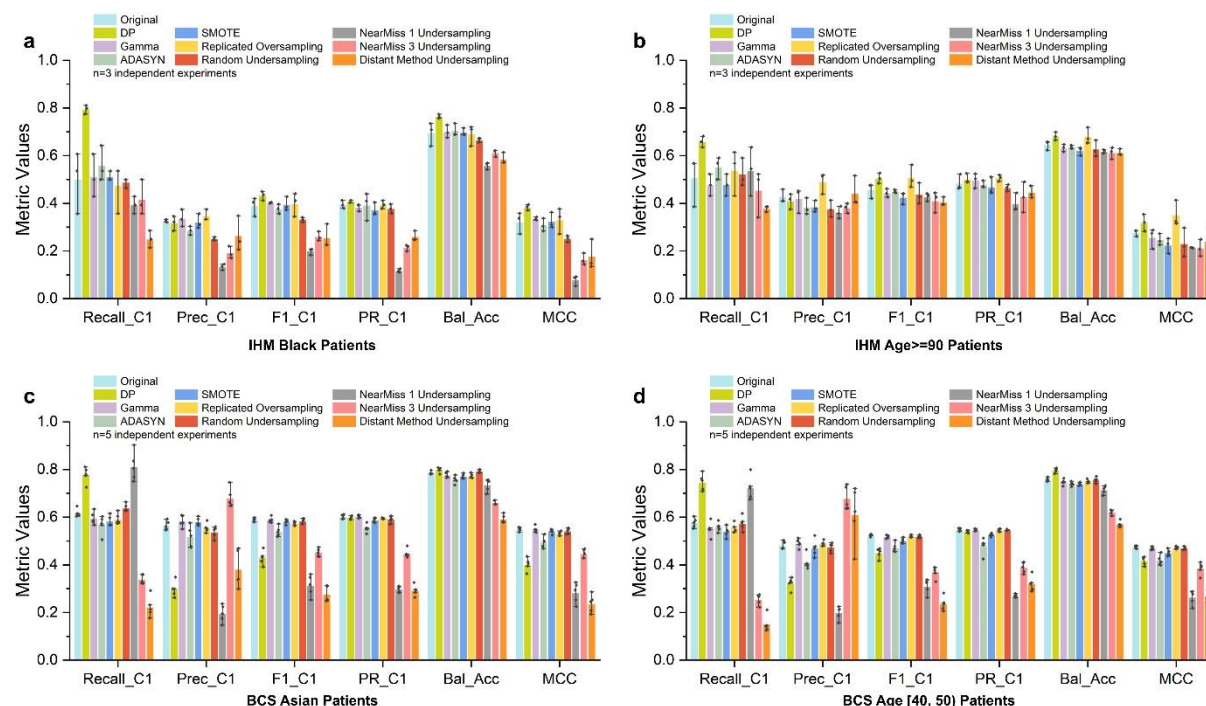 a
Original
DP
Gamma
ADASYN
SMOTE
Replicated Oversampling
Random Undersampling
NearMiss 1 Undersampling
NearMiss 3 Undersampling
Distant Method Undersampling
n=3 independent experiments
Metric Values
1.0
0.8
0.6
0.4
0.2
0.0
Recall_C1 Prec_C1 F1_C1 PR_C1 Bal_Acc MCC
IHM Black Patients
b
Original
DP
Gamma
ADASYN
SMOTE
Replicated Oversampling
Random Undersampling
NearMiss 1 Undersampling
NearMiss 3 Undersampling
Distant Method Undersampling
n=3 independent experiments
Metric Values
1.0
0.8
0.6
0.4
0.2
0.0
Recall_C1 Prec_C1 F1_C1 PR_C1 Bal_Acc MCC
IHM Age>=90 Patients
c
Original
DP
Gamma
ADASYN
SMOTE
Replicated Oversampling
Random Undersampling
NearMiss 1 Undersampling
NearMiss 3 Undersampling
Distant Method Undersampling
n=5 independent experiments
Metric Values
1.0
0.8
0.6
0.4
0.2
0.0
Recall_C1 Prec_C1 F1_C1 PR_C1 Bal_Acc MCC
BCS Asian Patients
d
Original
DP
Gamma
ADASYN
SMOTE
Replicated Oversampling
Random Undersampling
NearMiss 1 Undersampling
NearMiss 3 Undersampling
Distant Method Undersampling
n=5 independent experiments
Metric Values
1.0
0.8
0.6
0.4
0.2
0.0
Recall_C1 Prec_C1 F1_C1 PR_C1 Bal_Acc MCC
BCS Age [40, 50) Patients